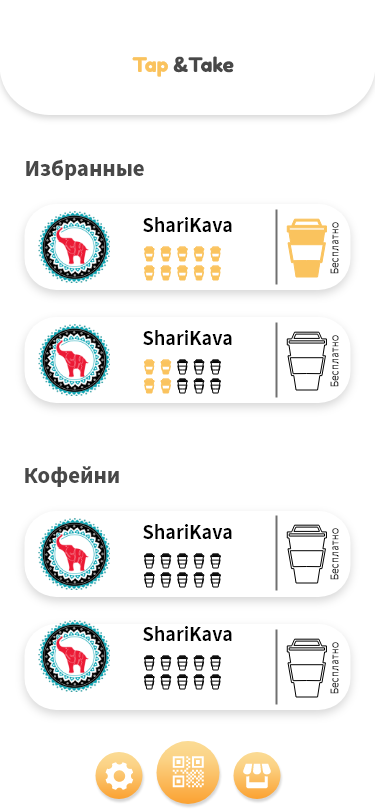 Tap &Take
Избранные
ShariKava
Бесплатно
ShariKava
Бесплатно
Кофейни
ShariKava
Бесплатно
ShariKava
Бесплатно